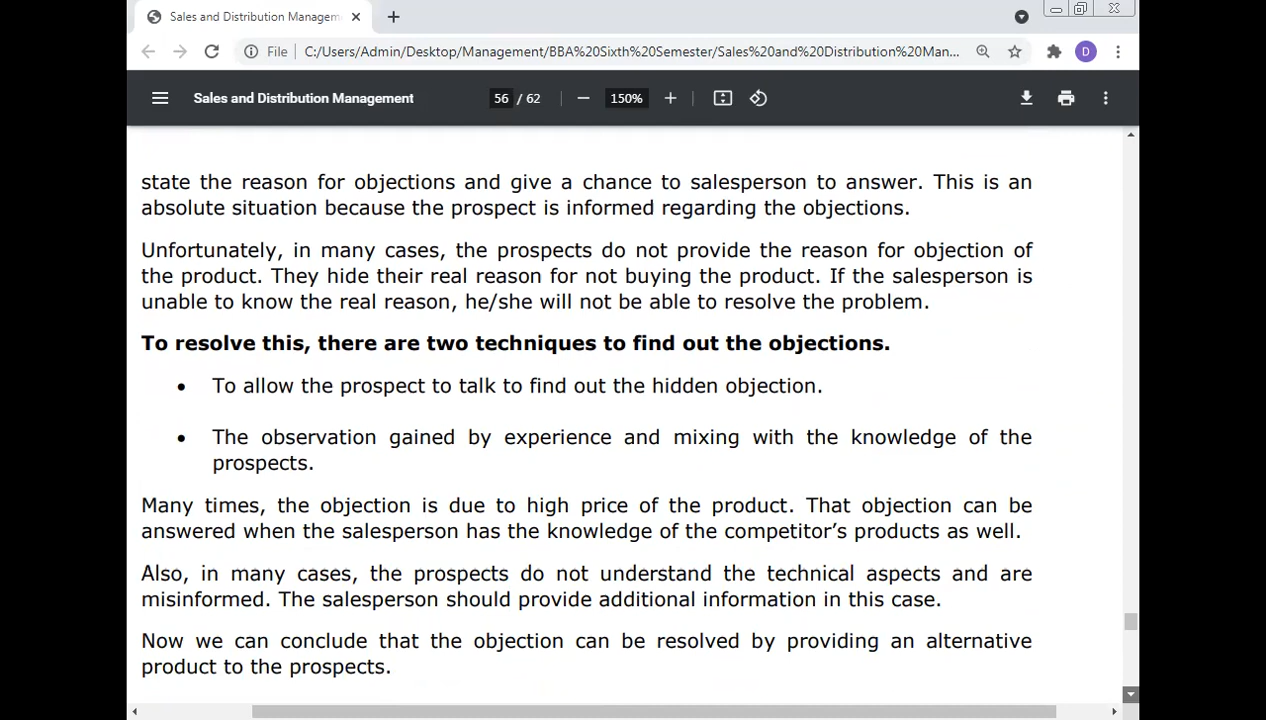 Sales and Distribution Managem
File C:/Users/Admin/Desktop/Management/BBA%20Sixth%20Semester/Sales%20and%20Distribution%20Man... D
Sales and Distribution Management 56 / 62 150%
state the reason for objections and give a chance to salesperson to answer. This is an
absolute situation because the prospect is informed regarding the objections.
Unfortunately, in many cases, the prospects do not provide the reason for objection of
the product. They hide their real reason for not buying the product. If the salesperson is
unable to know the real reason, he/she will not be able to resolve the problem.
To resolve this, there are two techniques to find out the objections.
• To allow the prospect to talk to find out the hidden objection.
• The observation gained by experience and mixing with the knowledge of the
prospects.
Many times, the objection is due to high price of the product. That objection can be
answered when the salesperson has the knowledge of the competitor’s products as well.
Also, in many cases, the prospects do not understand the technical aspects and are
misinformed. The salesperson should provide additional information in this case.
Now we can conclude that the objection can be resolved by providing an alternative
product to the prospects.